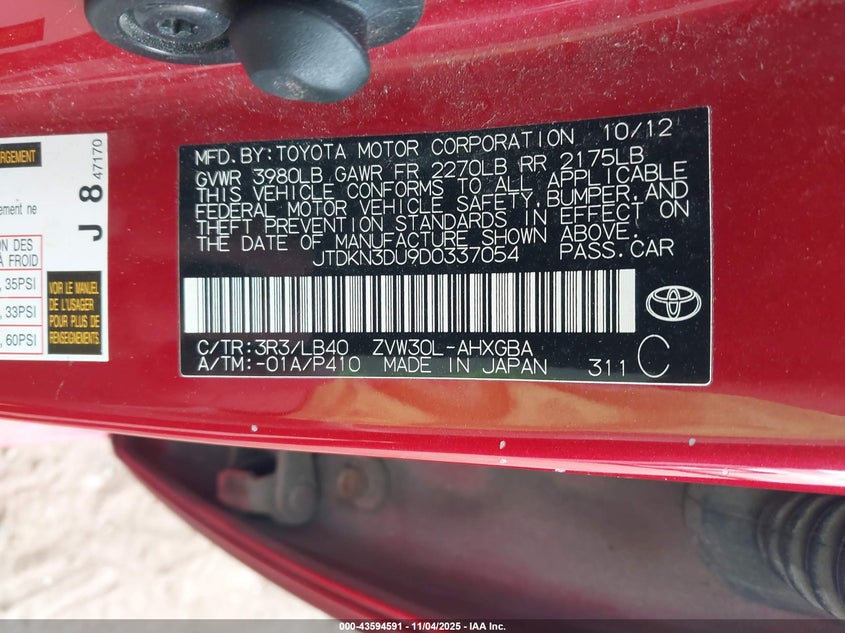 ARGEMENT
J 8 47170
ement ne
ON DES
À FROID
, 35PSI
, 33PSI
, 60PSI
VOIR LE MANUEL
DE L'USAGER
POUR PLUS DE
RENSEIGNEMENTS
MFD.BY:TOYOTA MOTOR CORPORATION 10/12
GVWR 3980LB GAWR FR 2270LB RR 2175LB
THIS VEHICLE CONFORMS TO ALL APPLICABLE
FEDERAL MOTOR VEHICLE SAFETY,BUMPER,AND
THEFT PREVENTION STANDARDS IN EFFECT ON
THE DATE OF MANUFACTURE SHOWN ABOVE.
JTDKN3DU9D0337054 PASS.CAR
C/TR:3R3/LB40 ZVW30L-AHXGBA
A/TM:-01A/P410 MADE IN JAPAN 311 C
000-43594591 - 11/04/2025 - IAA Inc.